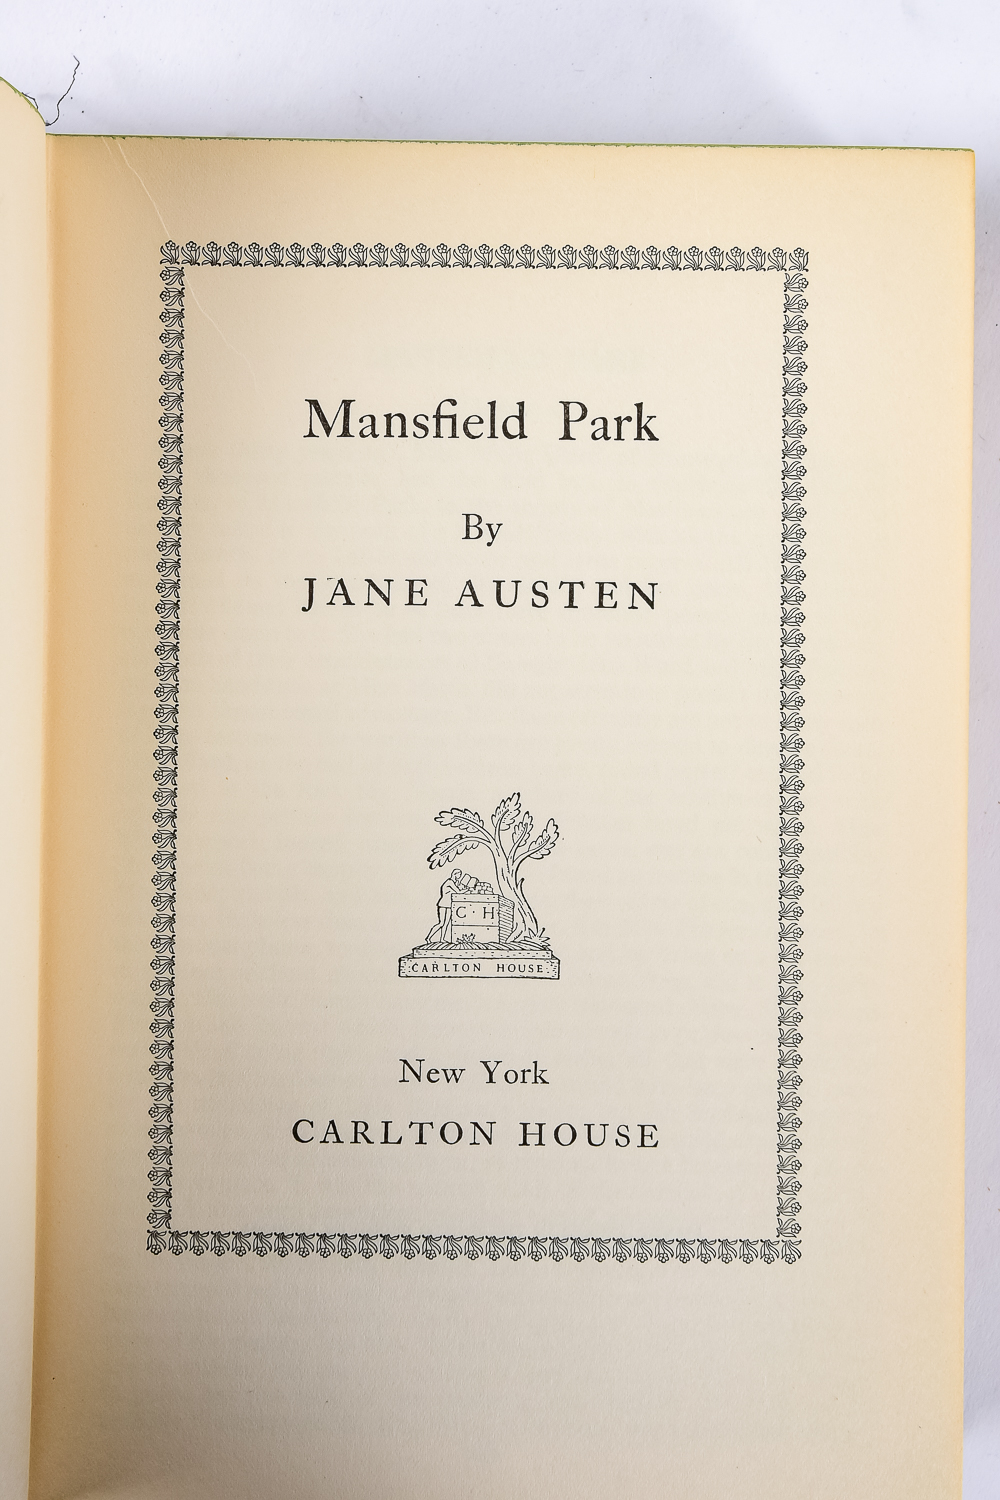 Mansfield Park
By
JANE AUSTEN
C·H
CARLTON HOUSE
New York
CARLTON HOUSE